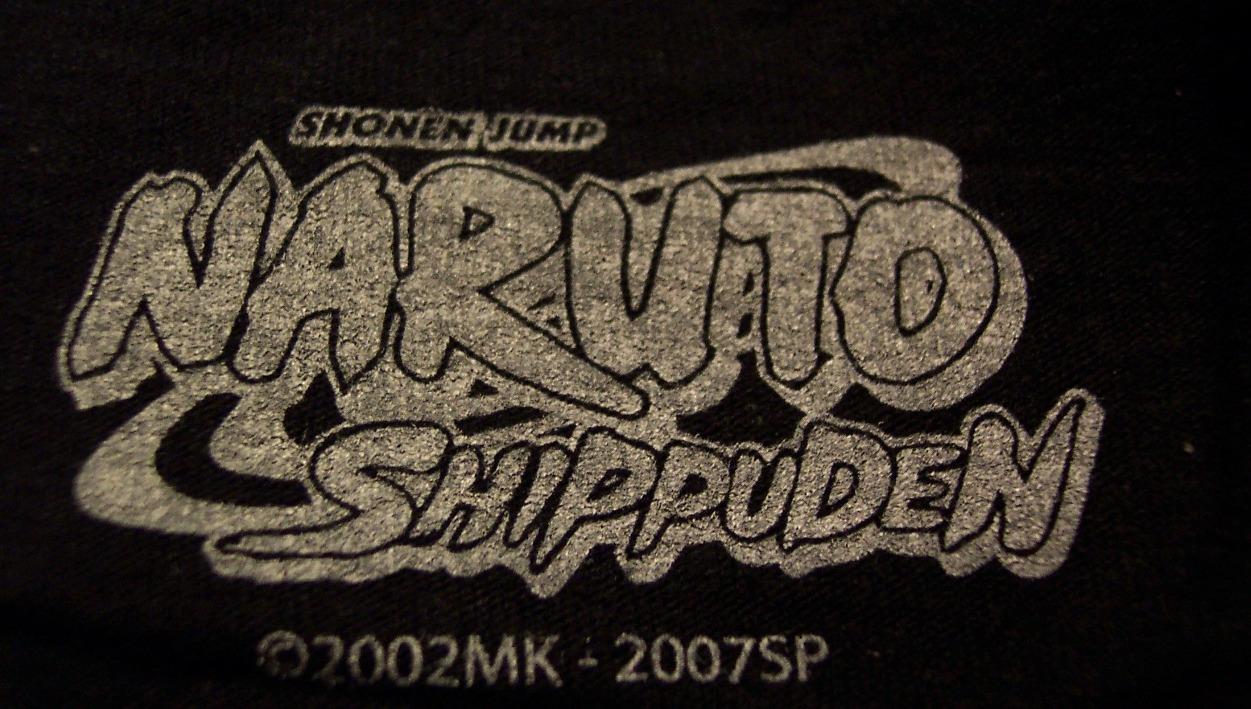 SHONEN JUMP
NARUTO
SHIPPUDEN
©2002MK - 2007SP